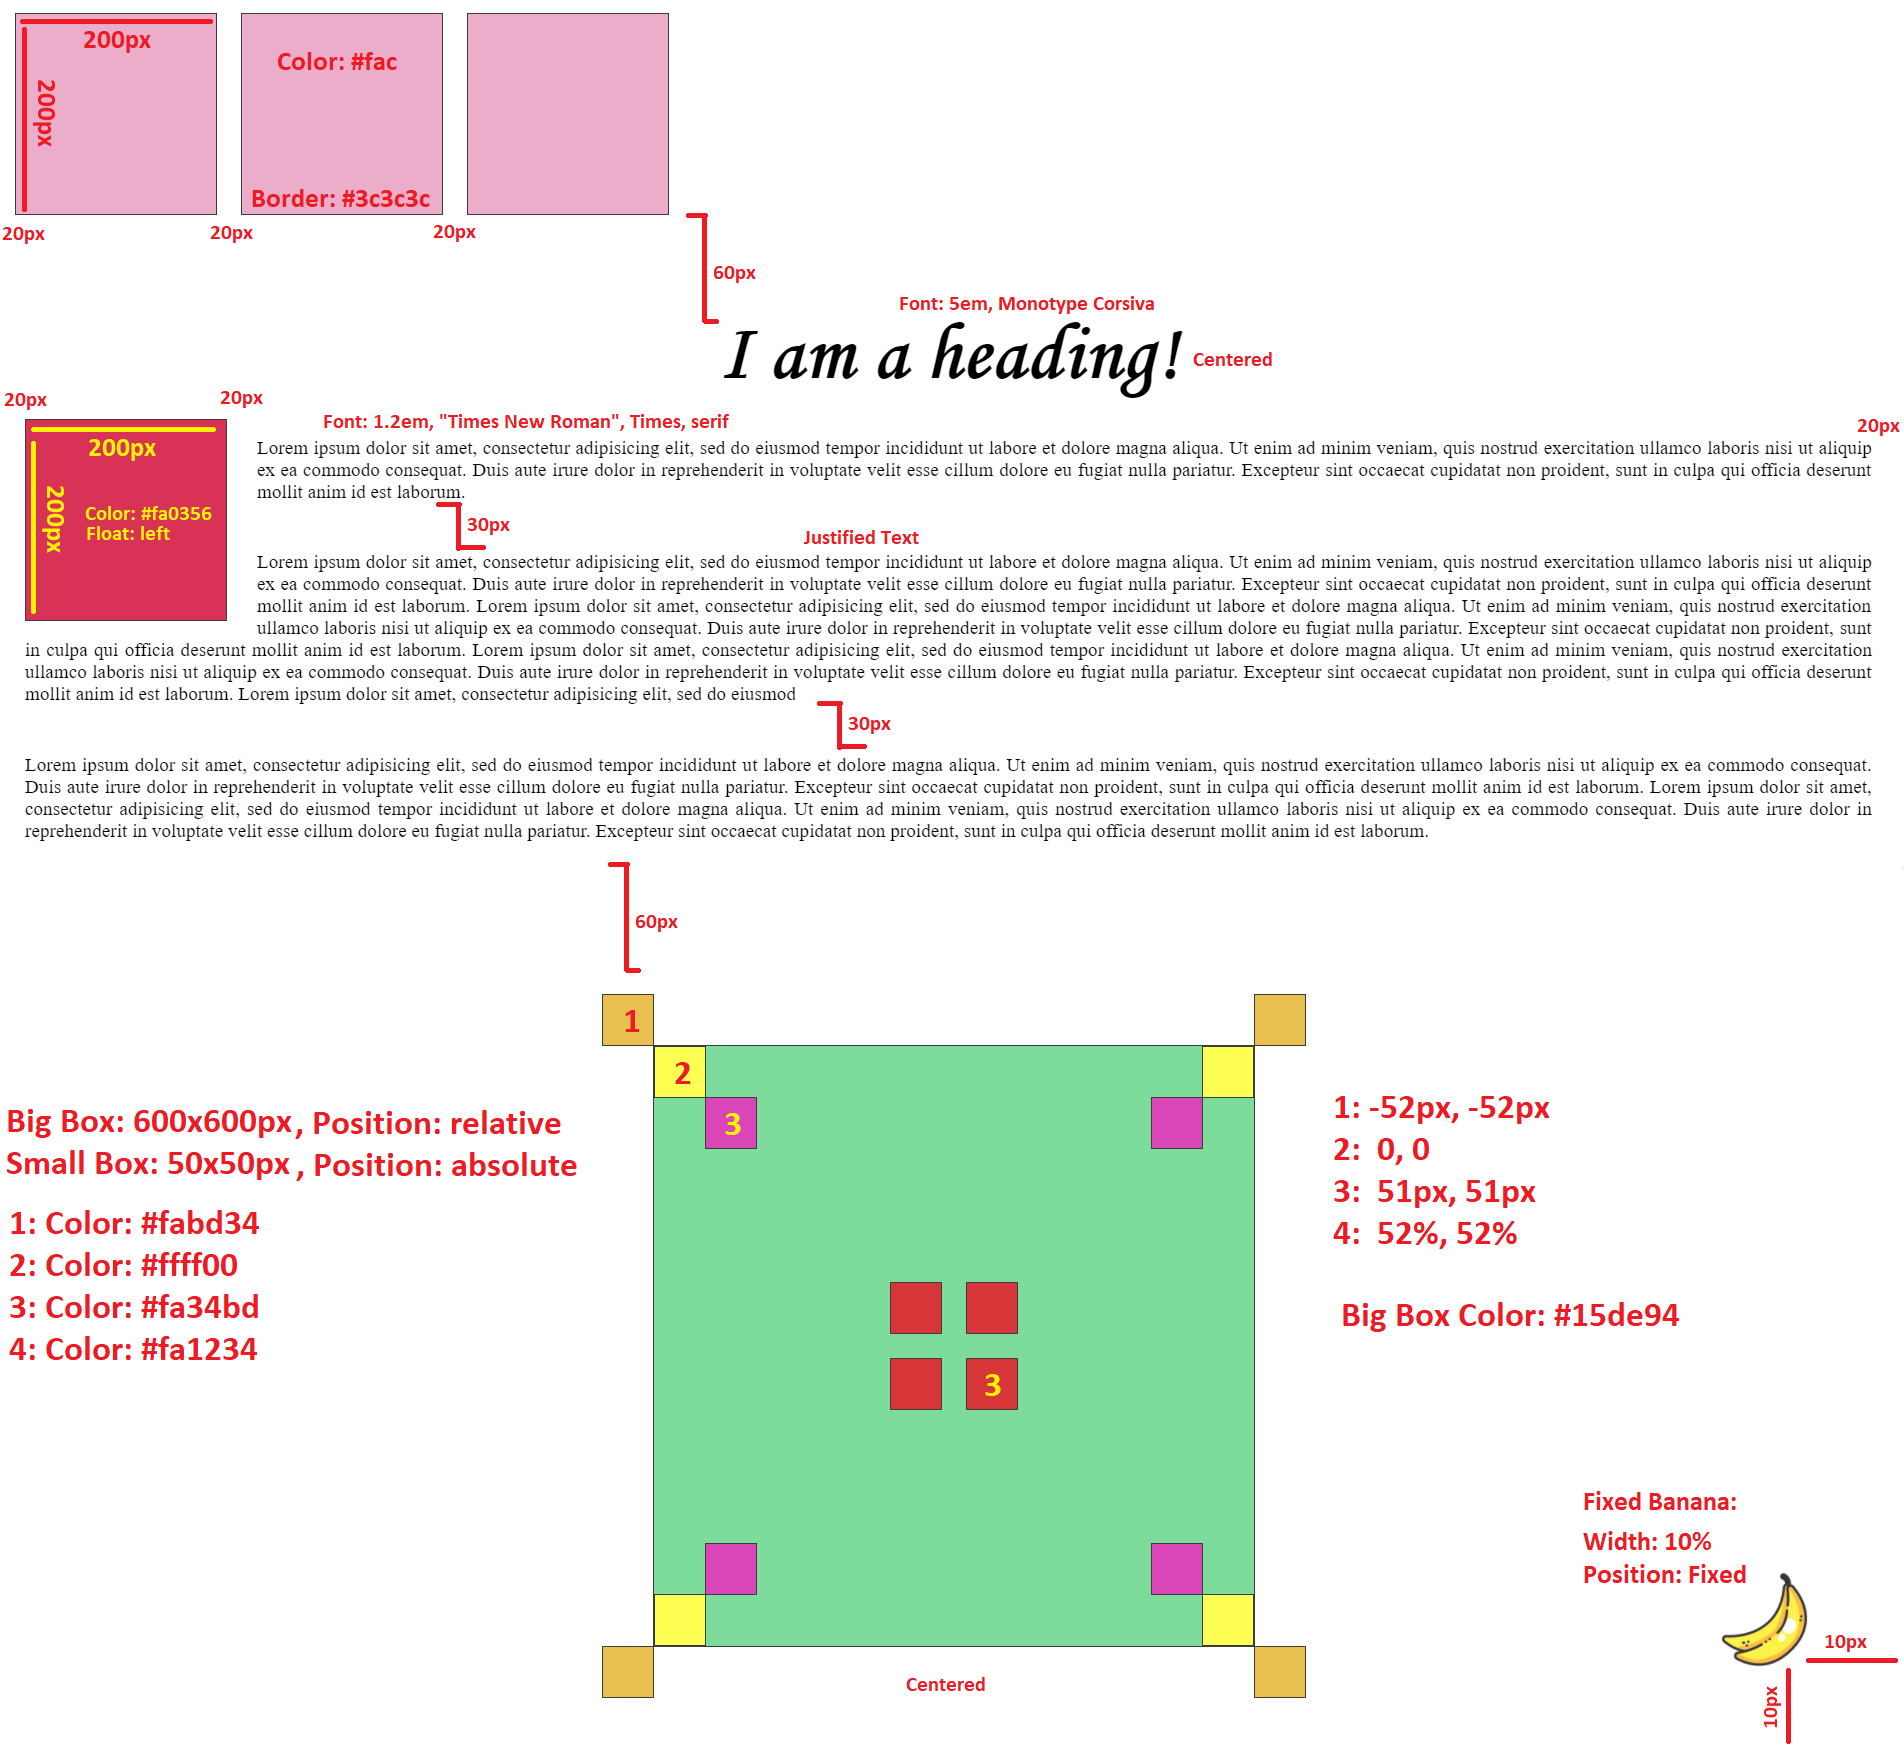 200px
200px
Color: #fac
Border: #3c3c3c
20px
20px
20px
60px
Font: 5em, Monotype Corsiva
I am a heading!
Centered
20px
20px
Font: 1.2em, "Times New Roman", Times, serif
20px
200px
200px
Color: #fa0356
Float: left
Lorem ipsum dolor sit amet, consectetur adipisicing elit, sed do eiusmod tempor incididunt ut labore et dolore magna aliqua. Ut enim ad minim veniam, quis nostrud exercitation ullamco laboris nisi ut aliquip
ex ea commodo consequat. Duis aute irure dolor in reprehenderit in voluptate velit esse cillum dolore eu fugiat nulla pariatur. Excepteur sint occaecat cupidatat non proident, sunt in culpa qui officia deserunt
mollit anim id est laborum.
30px
Justified Text
Lorem ipsum dolor sit amet, consectetur adipisicing elit, sed do eiusmod tempor incididunt ut labore et dolore magna aliqua. Ut enim ad minim veniam, quis nostrud exercitation ullamco laboris nisi ut aliquip
ex ea commodo consequat. Duis aute irure dolor in reprehenderit in voluptate velit esse cillum dolore eu fugiat nulla pariatur. Excepteur sint occaecat cupidatat non proident, sunt in culpa qui officia deserunt
mollit anim id est laborum. Lorem ipsum dolor sit amet, consectetur adipisicing elit, sed do eiusmod tempor incididunt ut labore et dolore magna aliqua. Ut enim ad minim veniam, quis nostrud exercitation
ullamco laboris nisi ut aliquip ex ea commodo consequat. Duis aute irure dolor in reprehenderit in voluptate velit esse cillum dolore eu fugiat nulla pariatur. Excepteur sint occaecat cupidatat non proident, sunt
in culpa qui officia deserunt mollit anim id est laborum. Lorem ipsum dolor sit amet, consectetur adipisicing elit, sed do eiusmod tempor incididunt ut labore et dolore magna aliqua. Ut enim ad minim veniam, quis nostrud exercitation
ullamco laboris nisi ut aliquip ex ea commodo consequat. Duis aute irure dolor in reprehenderit in voluptate velit esse cillum dolore eu fugiat nulla pariatur. Excepteur sint occaecat cupidatat non proident, sunt in culpa qui officia deserunt
mollit anim id est laborum. Lorem ipsum dolor sit amet, consectetur adipisicing elit, sed do eiusmod
30px
Lorem ipsum dolor sit amet, consectetur adipisicing elit, sed do eiusmod tempor incididunt ut labore et dolore magna aliqua. Ut enim ad minim veniam, quis nostrud exercitation ullamco laboris nisi ut aliquip ex ea commodo consequat.
Duis aute irure dolor in reprehenderit in voluptate velit esse cillum dolore eu fugiat nulla pariatur. Excepteur sint occaecat cupidatat non proident, sunt in culpa qui officia deserunt mollit anim id est laborum. Lorem ipsum dolor sit amet,
consectetur adipisicing elit, sed do eiusmod tempor incididunt ut labore et dolore magna aliqua. Ut enim ad minim veniam, quis nostrud exercitation ullamco laboris nisi ut aliquip ex ea commodo consequat. Duis aute irure dolor in
reprehenderit in voluptate velit esse cillum dolore eu fugiat nulla pariatur. Excepteur sint occaecat cupidatat non proident, sunt in culpa qui officia deserunt mollit anim id est laborum.
60px
1
2
3
Big Box: 600x600px, Position: relative
Small Box: 50x50px, Position: absolute
1: Color: #fabd34
2: Color: #ffff00
3: Color: #fa34bd
4: Color: #fa1234
1: -52px, -52px
2: 0, 0
3: 51px, 51px
4: 52%, 52%
Big Box Color: #15de94
3
Fixed Banana:
Width: 10%
Position: Fixed
10px
10px
Centered